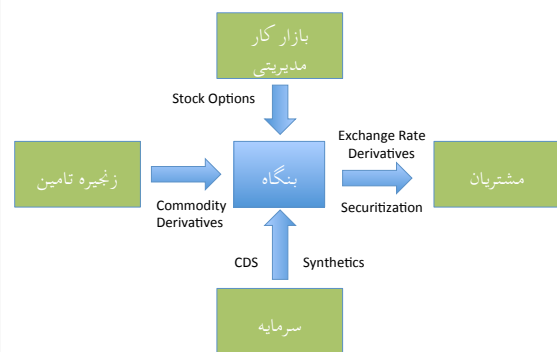 بازار کار
مدیریتی
Stock Options
Exchange Rate
Derivatives
زنجیره تامین
بنگاه
مشتریان
Commodity
Derivatives
Securitization
CDS
Synthetics
سرمایه